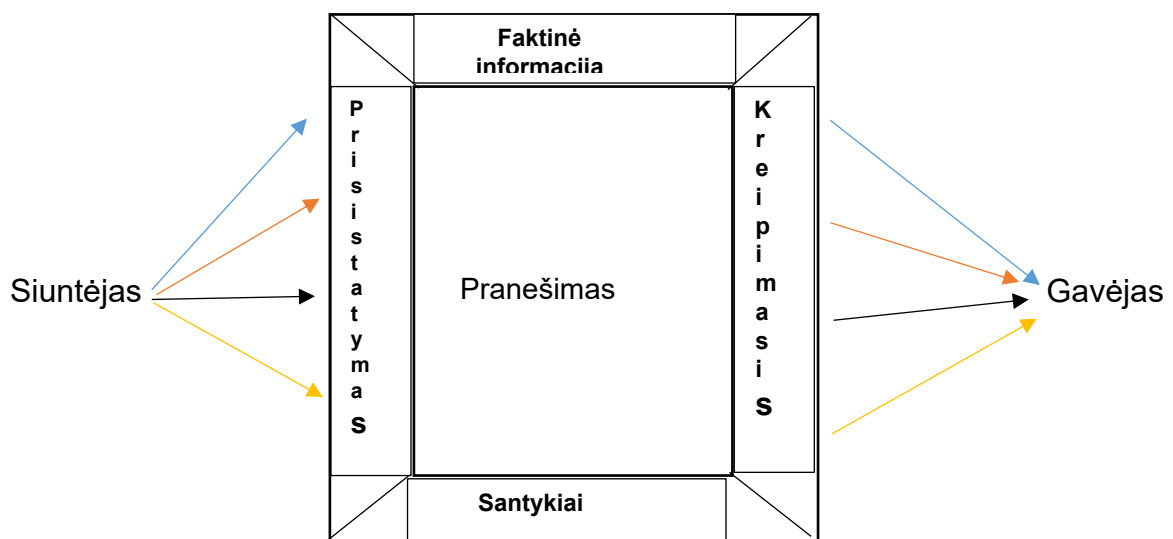 Faktinė
informacija
Prisistatymas
Kreipimasis
Siuntėjas
Pranešimas
Gavėjas
Santykiai